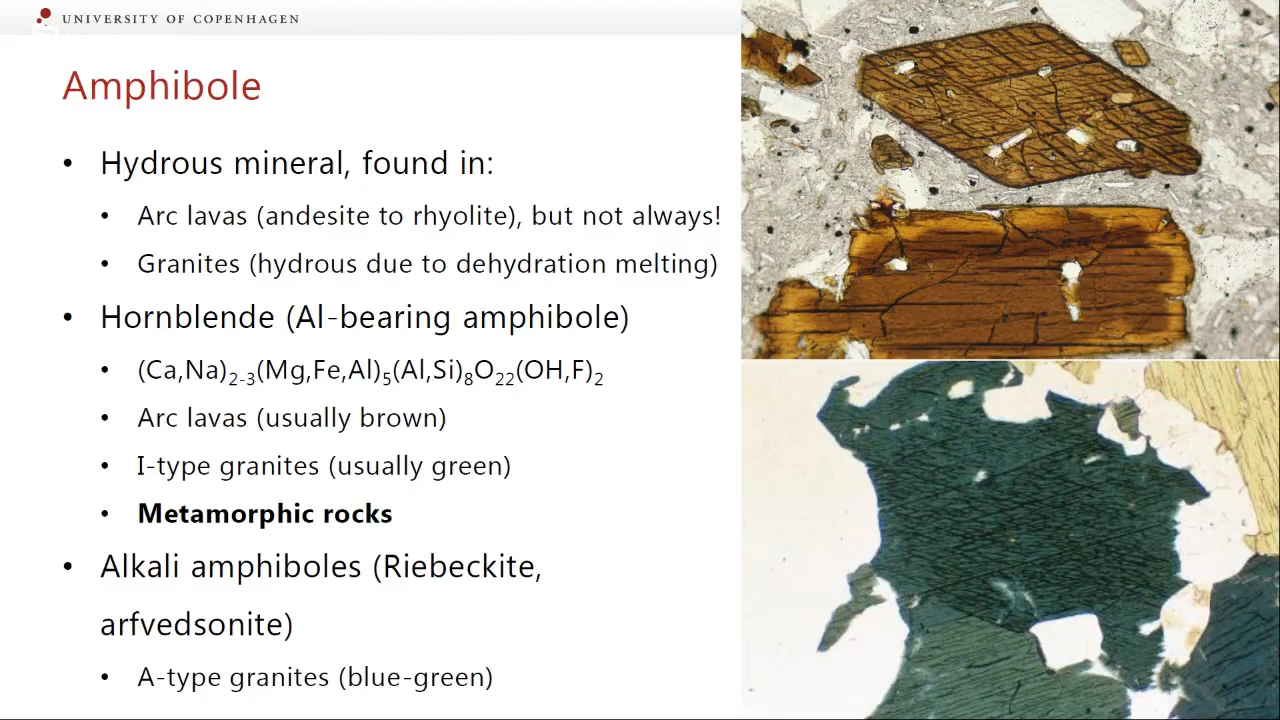 UNIVERSITY OF COPENHAGEN
Amphibole
• Hydrous mineral, found in:
• Arc lavas (andesite to rhyolite), but not always!
• Granites (hydrous due to dehydration melting)
• Hornblende (Al-bearing amphibole)
• (Ca,Na)₂₋₃(Mg,Fe,Al)₅(Al,Si)₈O₂₂(OH,F)₂
• Arc lavas (usually brown)
• I-type granites (usually green)
• Metamorphic rocks
• Alkali amphiboles (Riebeckite,
arfvedsonite)
• A-type granites (blue-green)